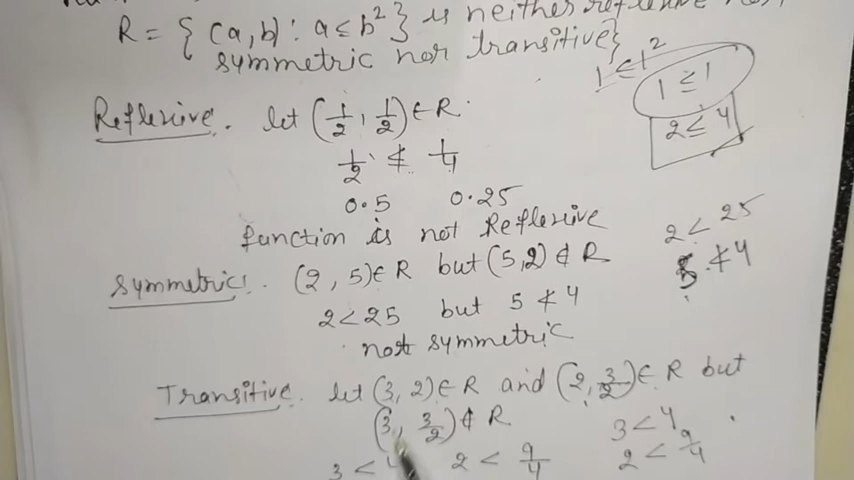 R = { (a, b) : a ≤ b² } is neither reflexive nor
symmetric nor transitive}
1 ≤ 1²
1 ≤ 1
2 ≤ 4
Reflexive. let (1/2, 1/2) ∈ R.
1/2 ≰ 1/4
0.5 0.25
function is not Reflexive
2 < 25
5 ≮ 4
Symmetric. (2, 5) ∈ R but (5, 2) ∉ R
2 < 25 but 5 ≮ 4
not symmetric
Transitive. let (3, 2) ∈ R and (2, 3/2) ∈ R but
(3, 3/2) ∉ R
3 < 4
2 < 9/4
3 < 4 2 < 9/4